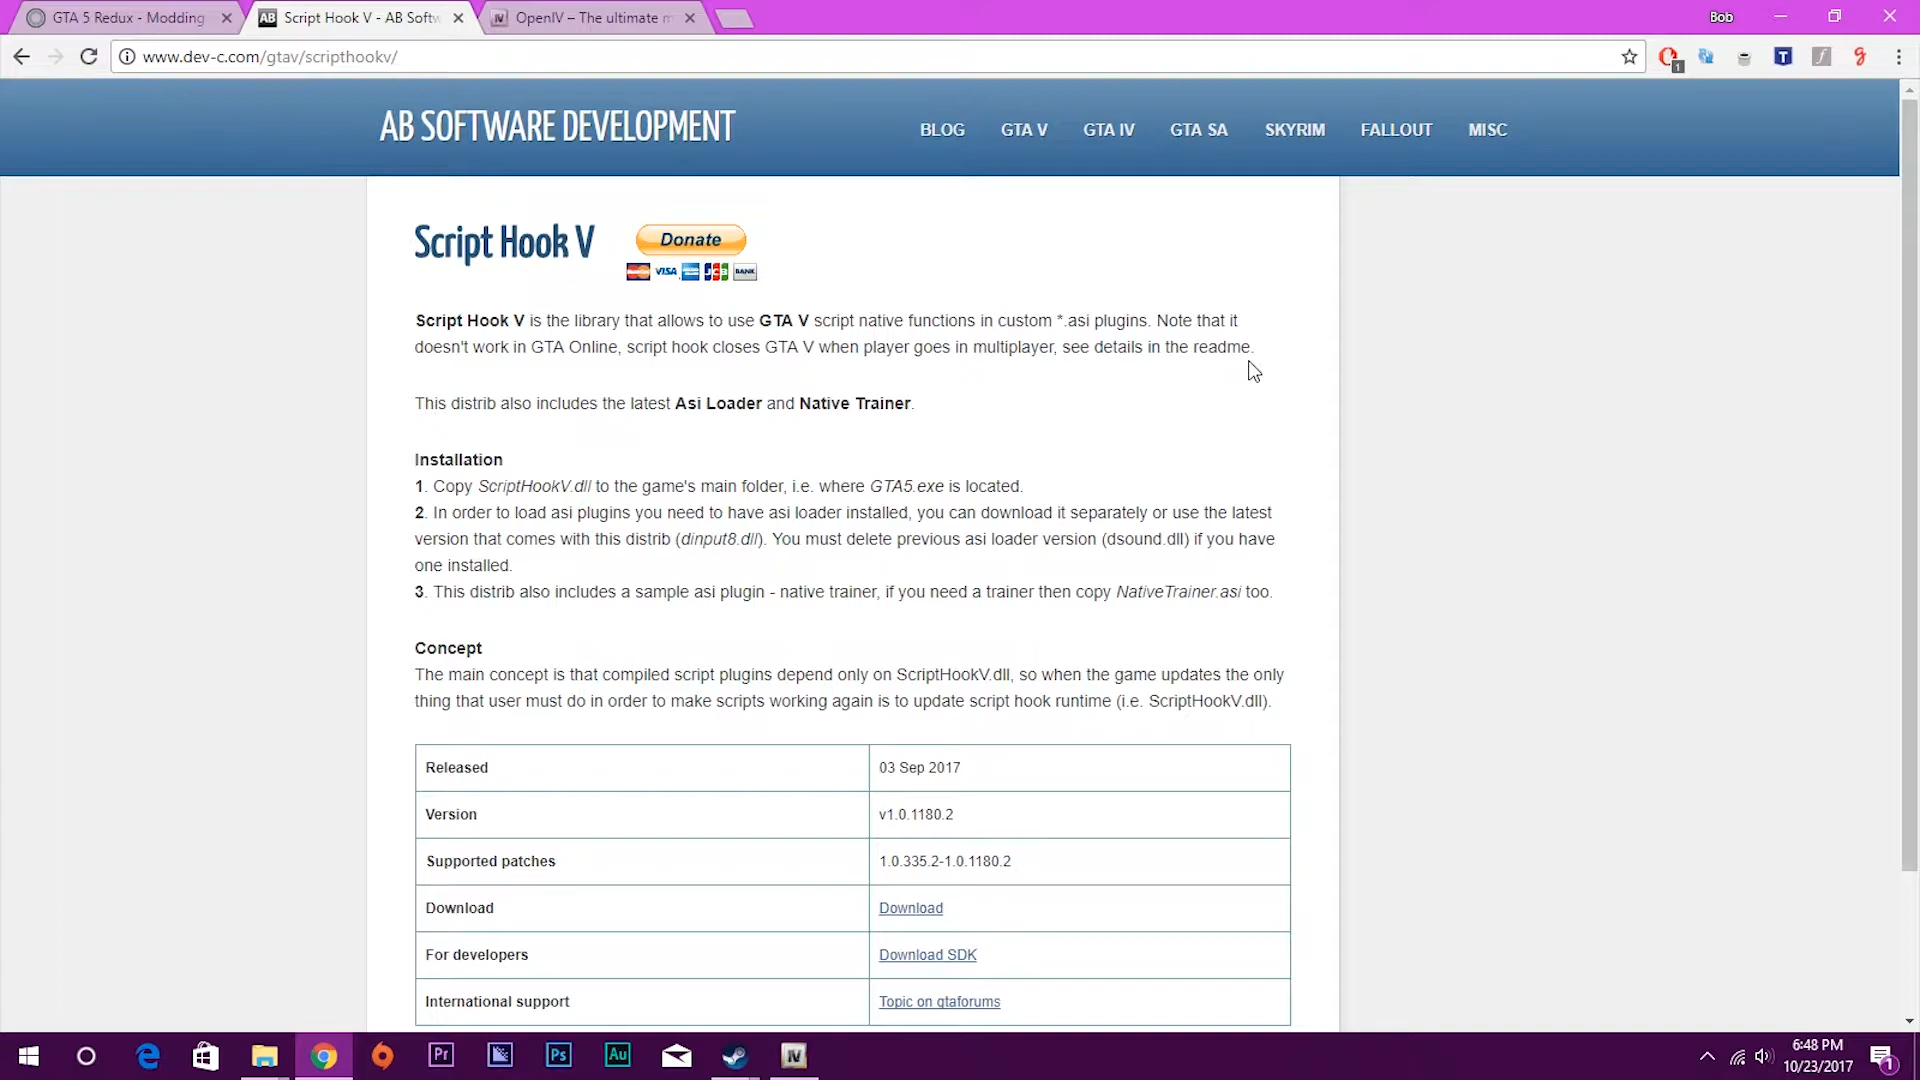 GTA 5 Redux - Modding
AB Script Hook V - AB Softw
IV OpenIV – The ultimate m
Bob
www.dev-c.com/gtav/scripthookv/
1
T
f
g
AB SOFTWARE DEVELOPMENT
BLOG GTA V GTA IV GTA SA SKYRIM FALLOUT MISC
Script Hook V
Donate
VISA JCB BANK
Script Hook V is the library that allows to use GTA V script native functions in custom *.asi plugins. Note that it
doesn't work in GTA Online, script hook closes GTA V when player goes in multiplayer, see details in the readme.
This distrib also includes the latest Asi Loader and Native Trainer.
Installation
1. Copy ScriptHookV.dll to the game's main folder, i.e. where GTA5.exe is located.
2. In order to load asi plugins you need to have asi loader installed, you can download it separately or use the latest
version that comes with this distrib (dinput8.dll). You must delete previous asi loader version (dsound.dll) if you have
one installed.
3. This distrib also includes a sample asi plugin - native trainer, if you need a trainer then copy NativeTrainer.asi too.
Concept
The main concept is that compiled script plugins depend only on ScriptHookV.dll, so when the game updates the only
thing that user must do in order to make scripts working again is to update script hook runtime (i.e. ScriptHookV.dll).
Released 03 Sep 2017
Version v1.0.1180.2
Supported patches 1.0.335.2-1.0.1180.2
Download Download
For developers Download SDK
International support Topic on gtaforums
Pr
Ps
Au
IV
6:48 PM
10/23/2017
1